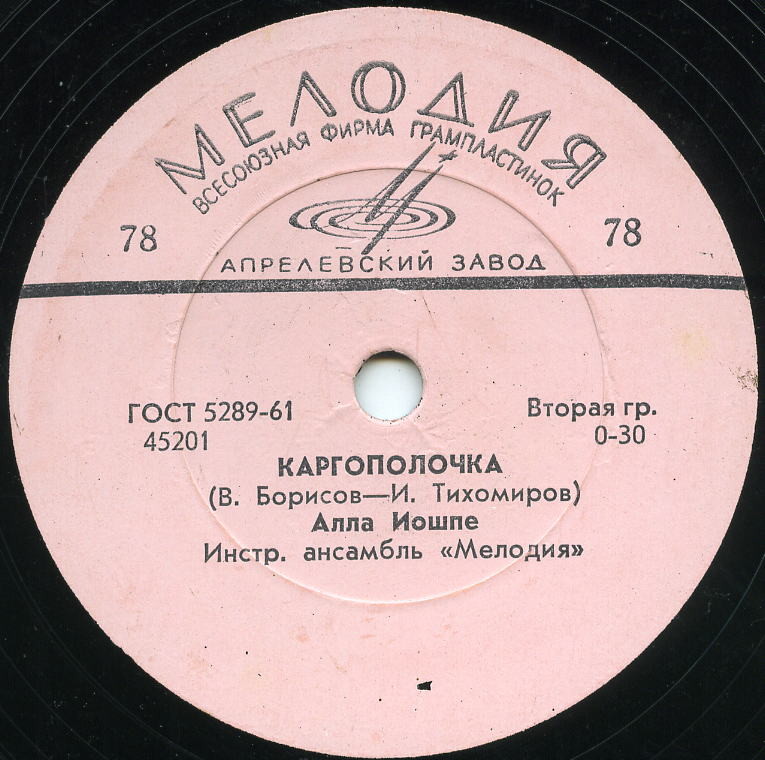 МЕЛОДИЯ
ВСЕСОЮЗНАЯ ФИРМА ГРАМПЛАСТИНОК
78
78
АПРЕЛЕВСКИЙ ЗАВОД
ГОСТ 5289-61
Вторая гр.
45201
0-30
КАРГОПОЛОЧКА
(В. Борисов—И. Тихомиров)
Алла Иошпе
Инстр. ансамбль «Мелодия»